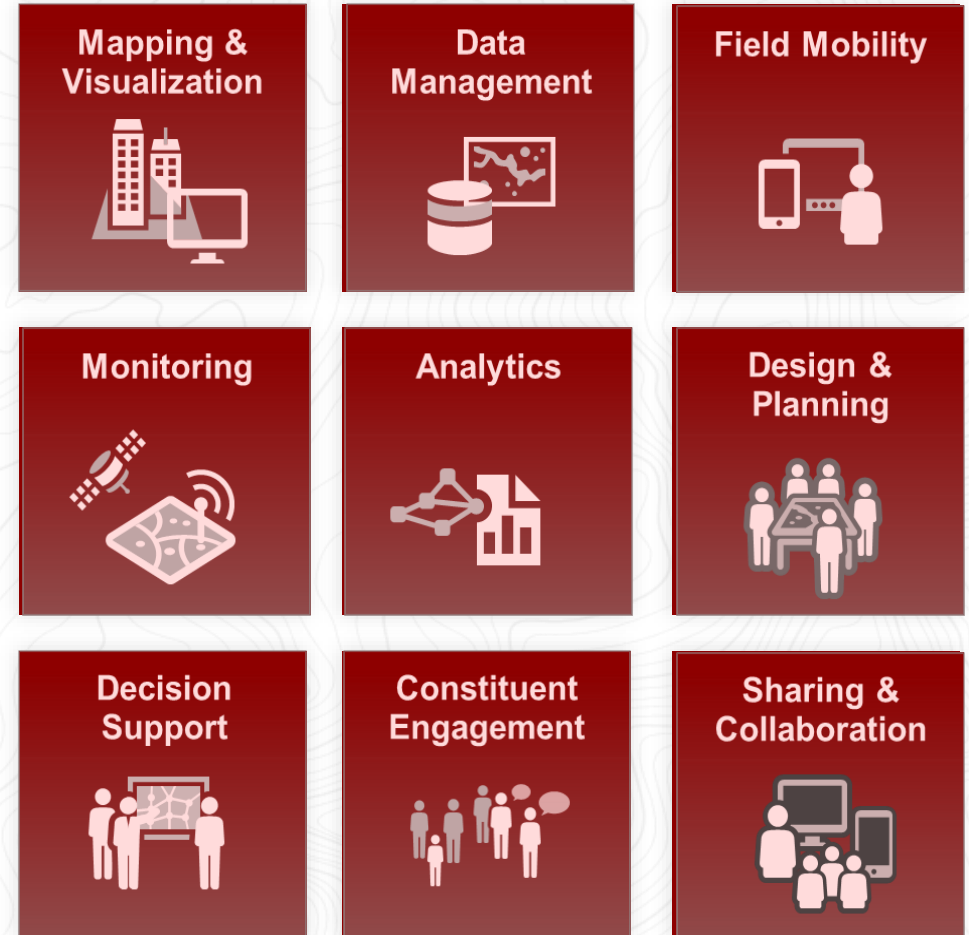 Mapping &
Visualization
Data
Management
Field Mobility
Monitoring
Analytics
Design &
Planning
Decision
Support
Constituent
Engagement
Sharing &
Collaboration